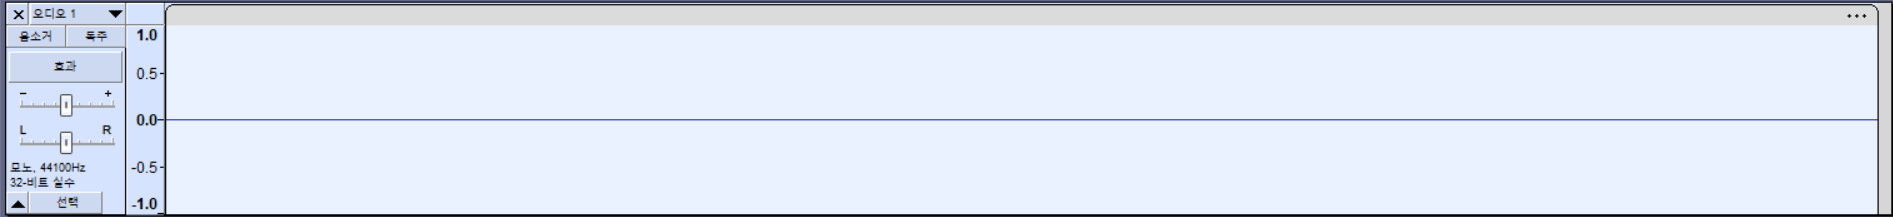 오디오 1
음소거 독주
효과
- +
L R
모노, 44100Hz
32-비트 실수
선택
1.0
0.5
0.0
-0.5
-1.0